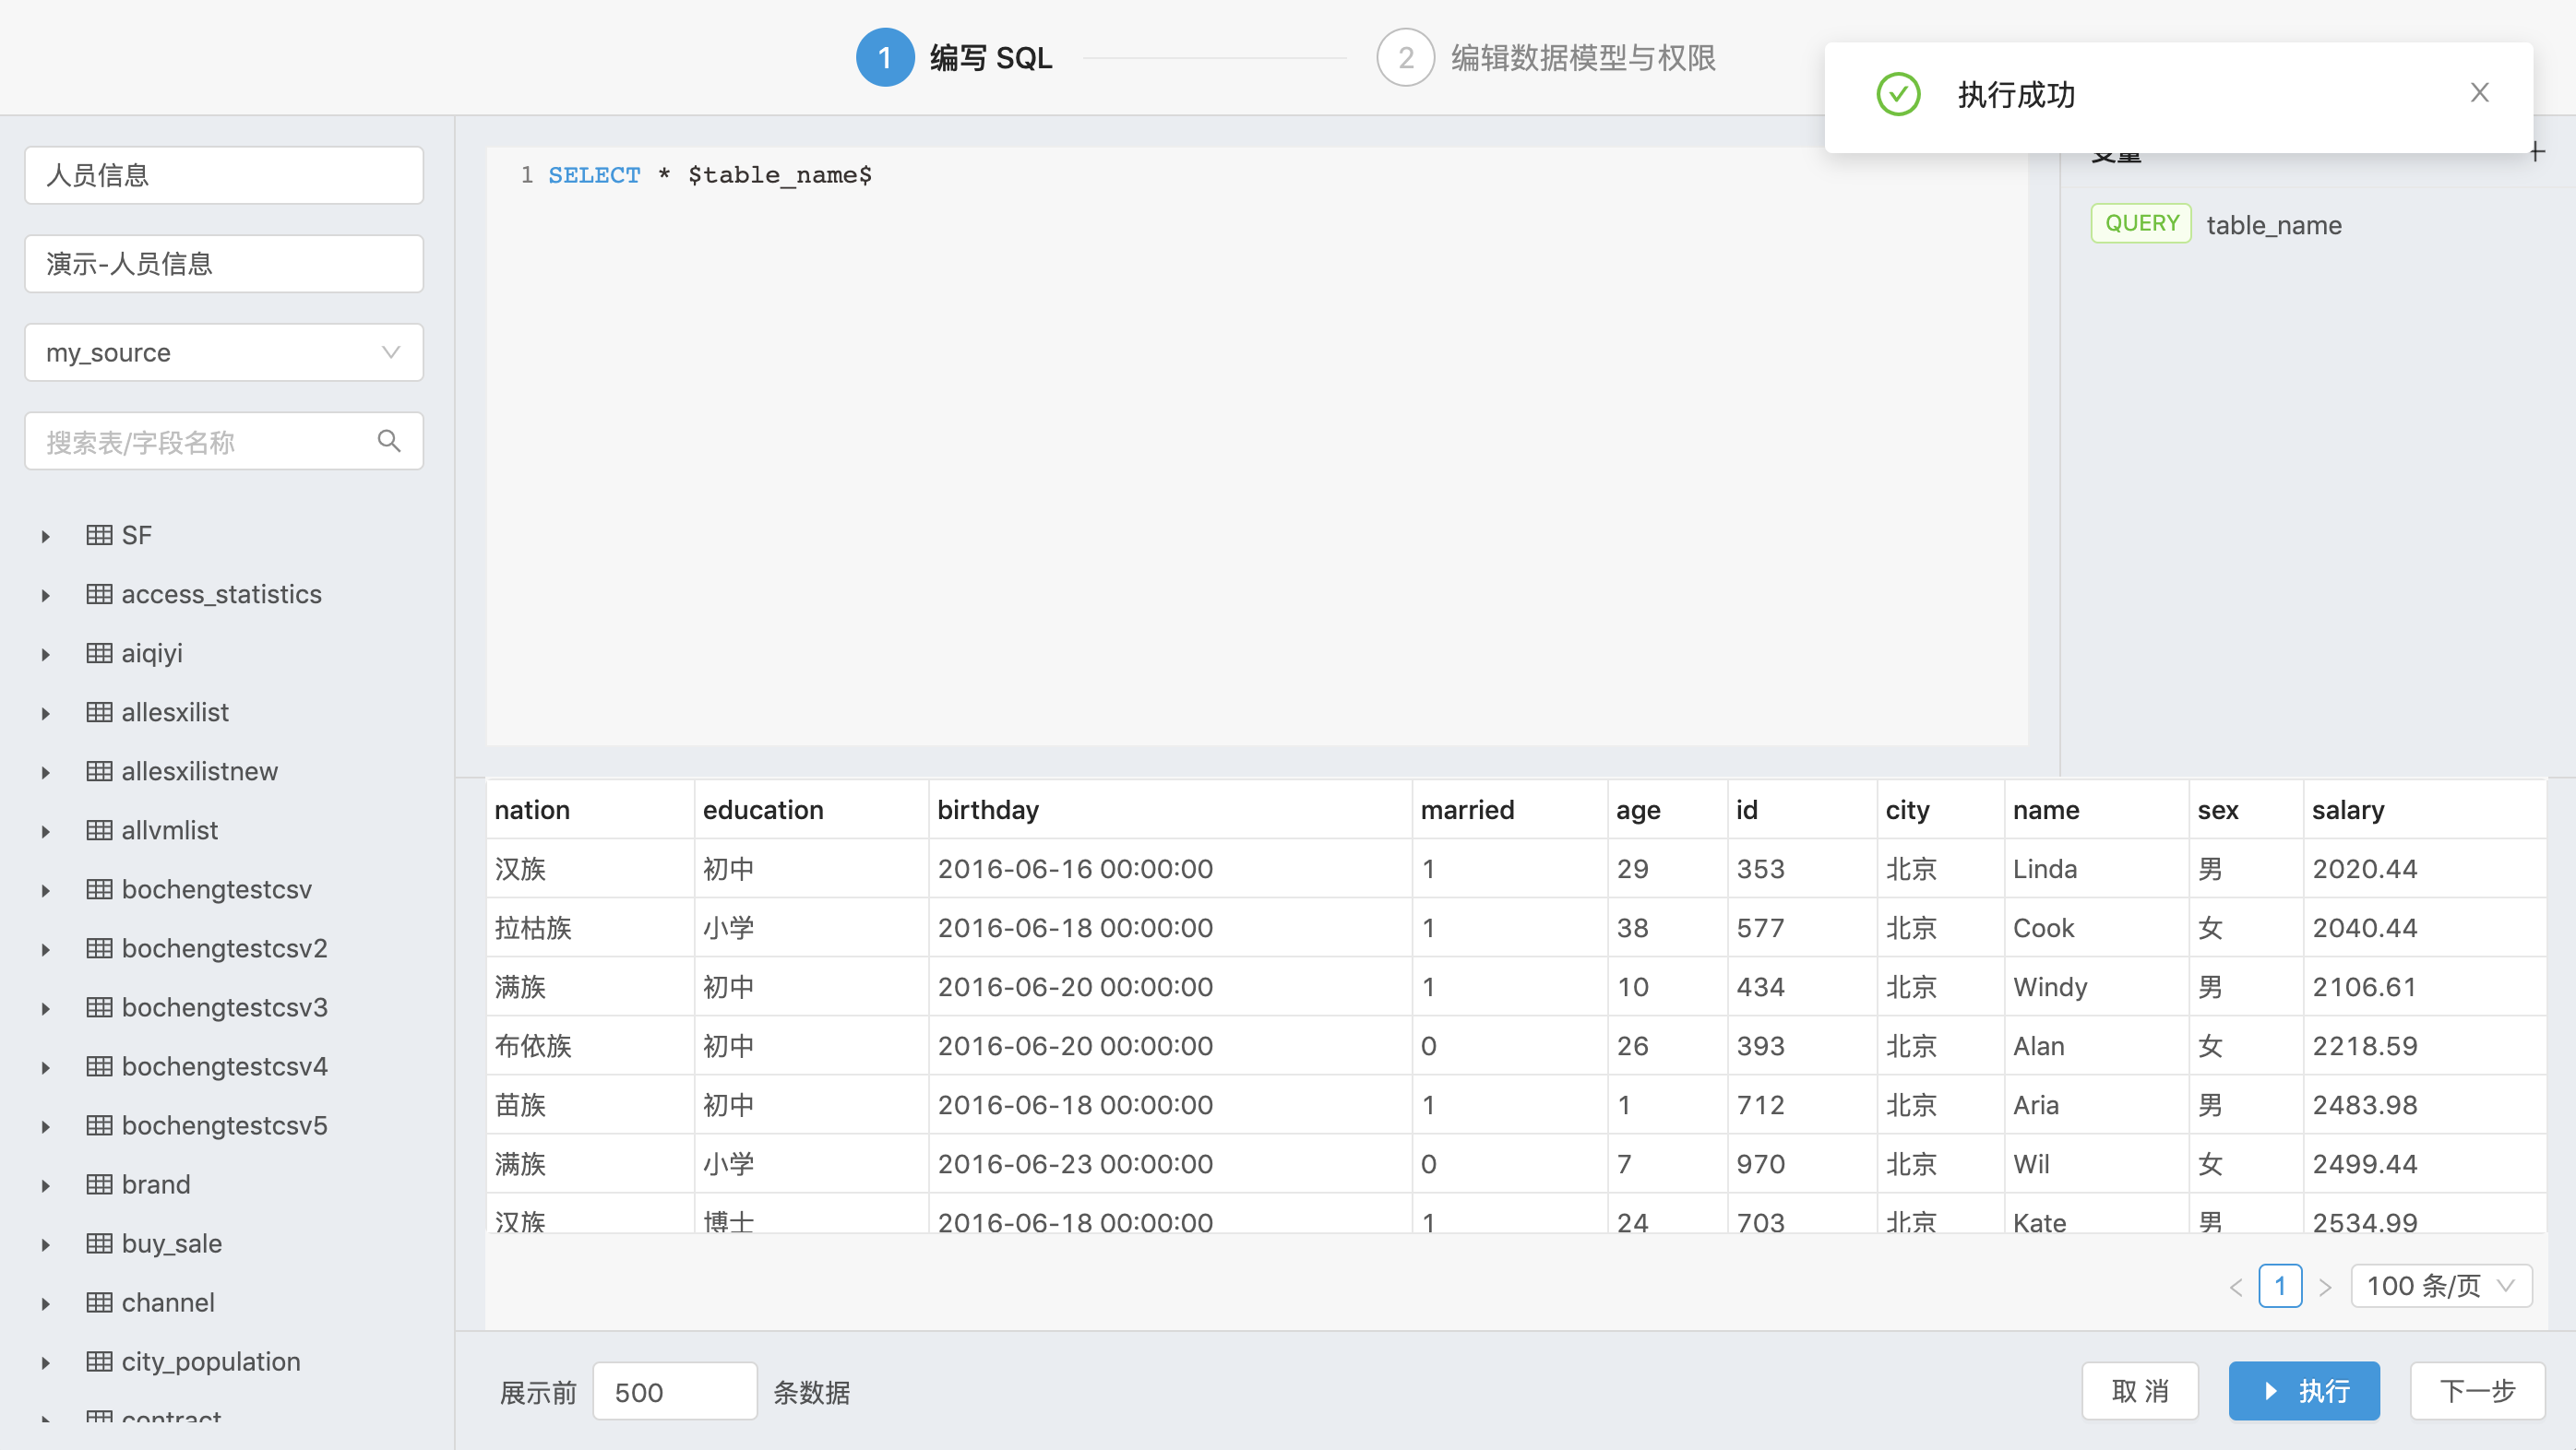 1 编写 SQL
2 编辑数据模型与权限
执行成功
人员信息
演示-人员信息
my_source
搜索表/字段名称
SF
access_statistics
aiqiyi
allesxilist
allesxilistnew
allvmlist
bochengtestcsv
bochengtestcsv2
bochengtestcsv3
bochengtestcsv4
bochengtestcsv5
brand
buy_sale
channel
city_population
contract
1 SELECT * $table_name$
变量
QUERY table_name
nation education birthday married age id city name sex salary
汉族 初中 2016-06-16 00:00:00 1 29 353 北京 Linda 男 2020.44
拉枯族 小学 2016-06-18 00:00:00 1 38 577 北京 Cook 女 2040.44
满族 初中 2016-06-20 00:00:00 1 10 434 北京 Windy 男 2106.61
布依族 初中 2016-06-20 00:00:00 0 26 393 北京 Alan 女 2218.59
苗族 初中 2016-06-18 00:00:00 1 1 712 北京 Aria 男 2483.98
满族 小学 2016-06-23 00:00:00 0 7 970 北京 Wil 女 2499.44
汉族 博士 2016-06-18 00:00:00 1 24 703 北京 Kate 男 2534.99
1 100 条/页
展示前 500 条数据
取 消 执行 下一步